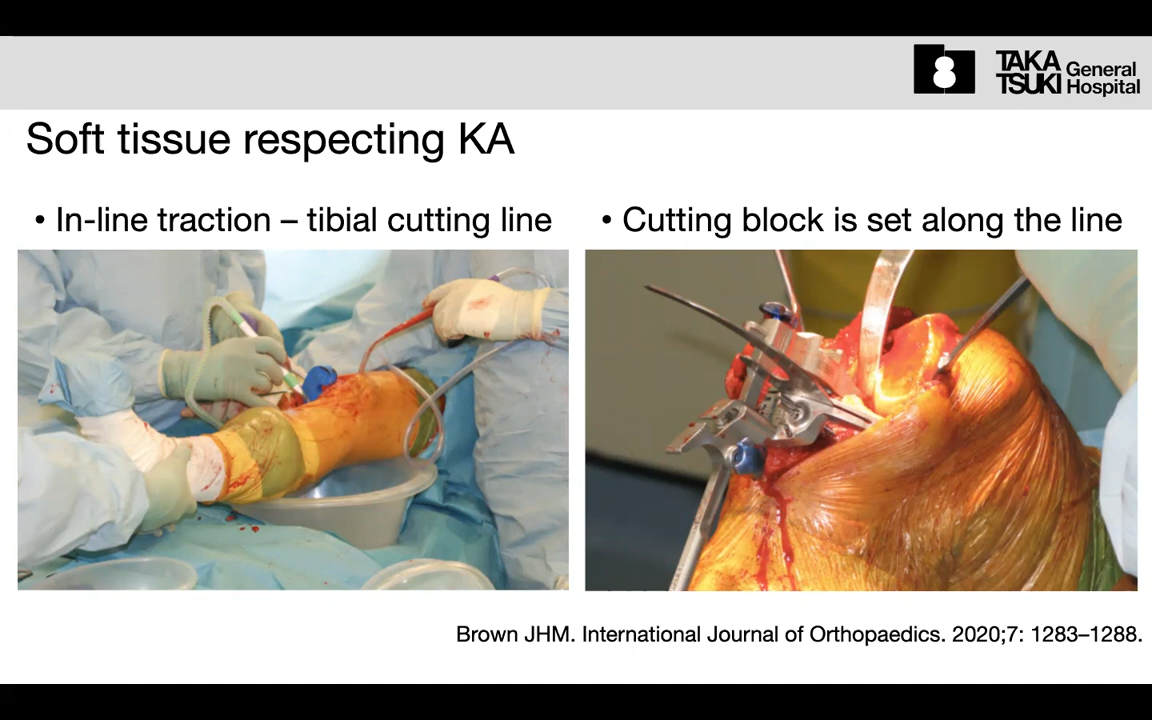 TAKA
TSUKI General
Hospital
Soft tissue respecting KA
• In-line traction – tibial cutting line
• Cutting block is set along the line
Brown JHM. International Journal of Orthopaedics. 2020;7: 1283–1288.